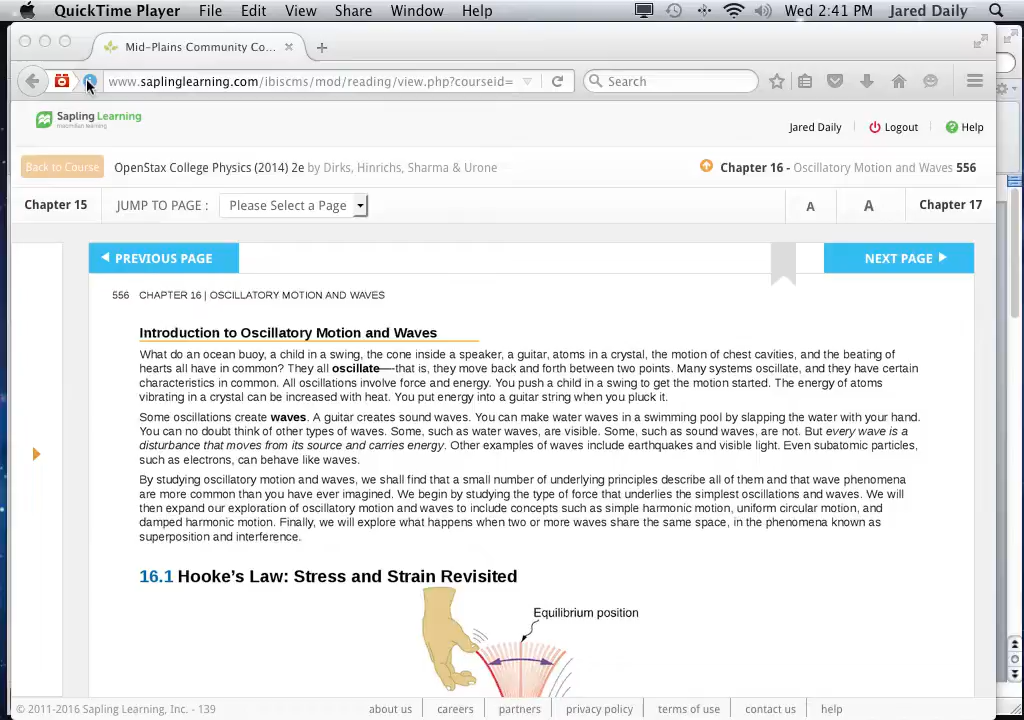 QuickTime Player File Edit View Share Window Help Wed 2:41 PM Jared Daily
Mid-Plains Community Co...
www.saplinglearning.com/ibiscms/mod/reading/view.php?courseid= Search
Sapling Learning
macmillan learning
Jared Daily Logout Help
Back to Course OpenStax College Physics (2014) 2e by Dirks, Hinrichs, Sharma & Urone Chapter 16 - Oscillatory Motion and Waves 556
Chapter 15 JUMP TO PAGE : Please Select a Page A A Chapter 17
PREVIOUS PAGE NEXT PAGE
556 CHAPTER 16 | OSCILLATORY MOTION AND WAVES
Introduction to Oscillatory Motion and Waves
What do an ocean buoy, a child in a swing, the cone inside a speaker, a guitar, atoms in a crystal, the motion of chest cavities, and the beating of
hearts all have in common? They all oscillate—-that is, they move back and forth between two points. Many systems oscillate, and they have certain
characteristics in common. All oscillations involve force and energy. You push a child in a swing to get the motion started. The energy of atoms
vibrating in a crystal can be increased with heat. You put energy into a guitar string when you pluck it.
Some oscillations create waves. A guitar creates sound waves. You can make water waves in a swimming pool by slapping the water with your hand.
You can no doubt think of other types of waves. Some, such as water waves, are visible. Some, such as sound waves, are not. But every wave is a
disturbance that moves from its source and carries energy. Other examples of waves include earthquakes and visible light. Even subatomic particles,
such as electrons, can behave like waves.
By studying oscillatory motion and waves, we shall find that a small number of underlying principles describe all of them and that wave phenomena
are more common than you have ever imagined. We begin by studying the type of force that underlies the simplest oscillations and waves. We will
then expand our exploration of oscillatory motion and waves to include concepts such as simple harmonic motion, uniform circular motion, and
damped harmonic motion. Finally, we will explore what happens when two or more waves share the same space, in the phenomena known as
superposition and interference.
16.1 Hooke's Law: Stress and Strain Revisited
Equilibrium position
© 2011-2016 Sapling Learning, Inc. - 139 about us careers partners privacy policy terms of use contact us help